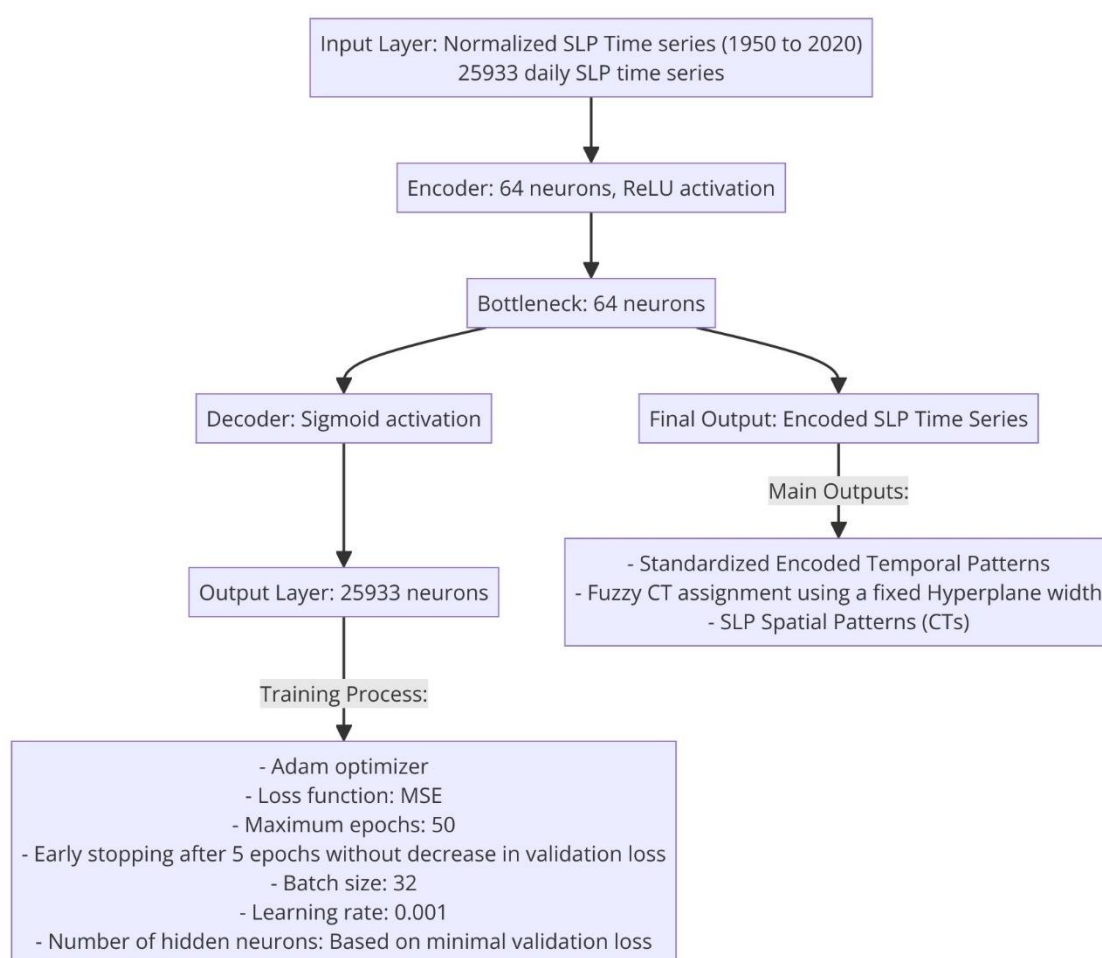 Input Layer: Normalized SLP Time series (1950 to 2020)
25933 daily SLP time series
Encoder: 64 neurons, ReLU activation
Bottleneck: 64 neurons
Decoder: Sigmoid activation
Final Output: Encoded SLP Time Series
Main Outputs:
- Standardized Encoded Temporal Patterns
- Fuzzy CT assignment using a fixed Hyperplane width
- SLP Spatial Patterns (CTs)
Output Layer: 25933 neurons
Training Process:
- Adam optimizer
- Loss function: MSE
- Maximum epochs: 50
- Early stopping after 5 epochs without decrease in validation loss
- Batch size: 32
- Learning rate: 0.001
- Number of hidden neurons: Based on minimal validation loss